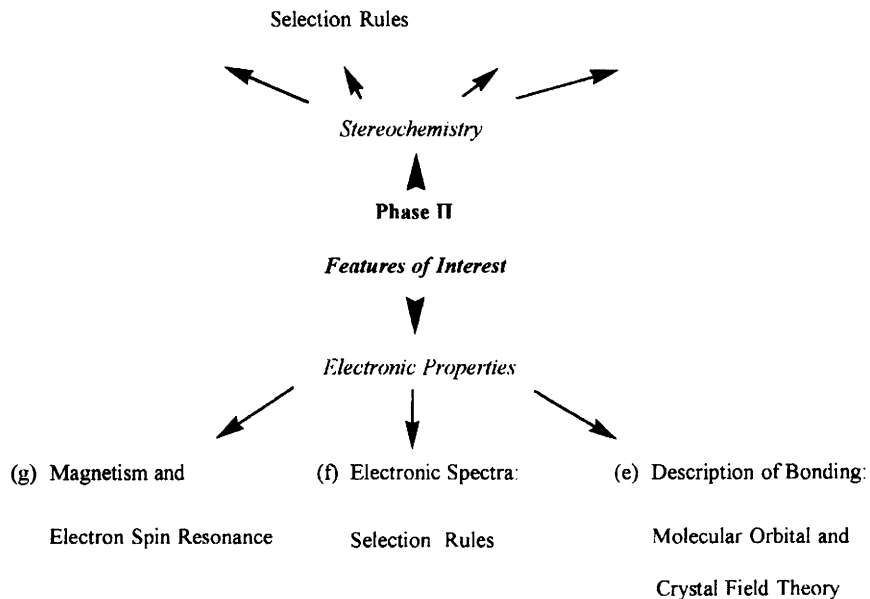 Selection Rules
Stereochemistry
Phase II
Features of Interest
Electronic Properties
(g) Magnetism and
Electron Spin Resonance
(f) Electronic Spectra:
Selection Rules
(e) Description of Bonding:
Molecular Orbital and
Crystal Field Theory